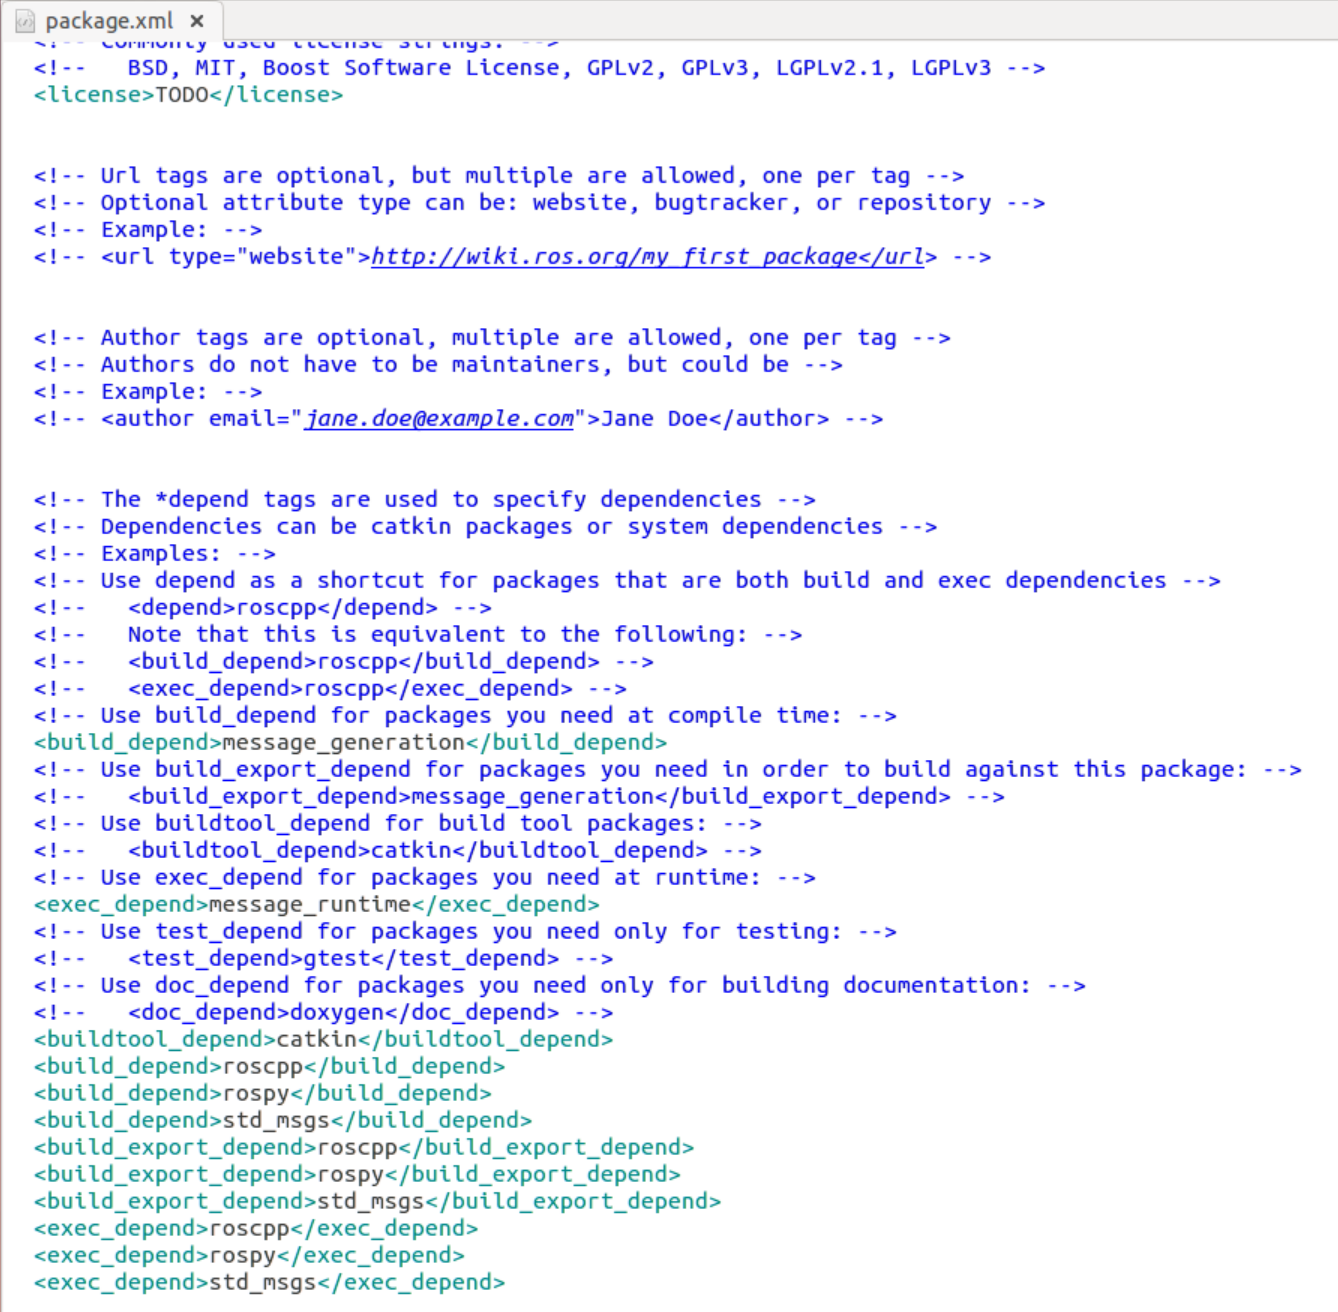 package.xml ×
<!-- Commonly used license strings: -->
<!--   BSD, MIT, Boost Software License, GPLv2, GPLv3, LGPLv2.1, LGPLv3 -->
<license>TODO</license>
<!-- Url tags are optional, but multiple are allowed, one per tag -->
<!-- Optional attribute type can be: website, bugtracker, or repository -->
<!-- Example: -->
<!-- <url type="website">http://wiki.ros.org/my_first_package</url> -->
<!-- Author tags are optional, multiple are allowed, one per tag -->
<!-- Authors do not have to be maintainers, but could be -->
<!-- Example: -->
<!-- <author email="jane.doe@example.com">Jane Doe</author> -->
<!-- The *depend tags are used to specify dependencies -->
<!-- Dependencies can be catkin packages or system dependencies -->
<!-- Examples: -->
<!-- Use depend as a shortcut for packages that are both build and exec dependencies -->
<!--   <depend>roscpp</depend> -->
<!--   Note that this is equivalent to the following: -->
<!--   <build_depend>roscpp</build_depend> -->
<!--   <exec_depend>roscpp</exec_depend> -->
<!-- Use build_depend for packages you need at compile time: -->
<build_depend>message_generation</build_depend>
<!-- Use build_export_depend for packages you need in order to build against this package: -->
<!--   <build_export_depend>message_generation</build_export_depend> -->
<!-- Use buildtool_depend for build tool packages: -->
<!--   <buildtool_depend>catkin</buildtool_depend> -->
<!-- Use exec_depend for packages you need at runtime: -->
<exec_depend>message_runtime</exec_depend>
<!-- Use test_depend for packages you need only for testing: -->
<!--   <test_depend>gtest</test_depend> -->
<!-- Use doc_depend for packages you need only for building documentation: -->
<!--   <doc_depend>doxygen</doc_depend> -->
<buildtool_depend>catkin</buildtool_depend>
<build_depend>roscpp</build_depend>
<build_depend>rospy</build_depend>
<build_depend>std_msgs</build_depend>
<build_export_depend>roscpp</build_export_depend>
<build_export_depend>rospy</build_export_depend>
<build_export_depend>std_msgs</build_export_depend>
<exec_depend>roscpp</exec_depend>
<exec_depend>rospy</exec_depend>
<exec_depend>std_msgs</exec_depend>